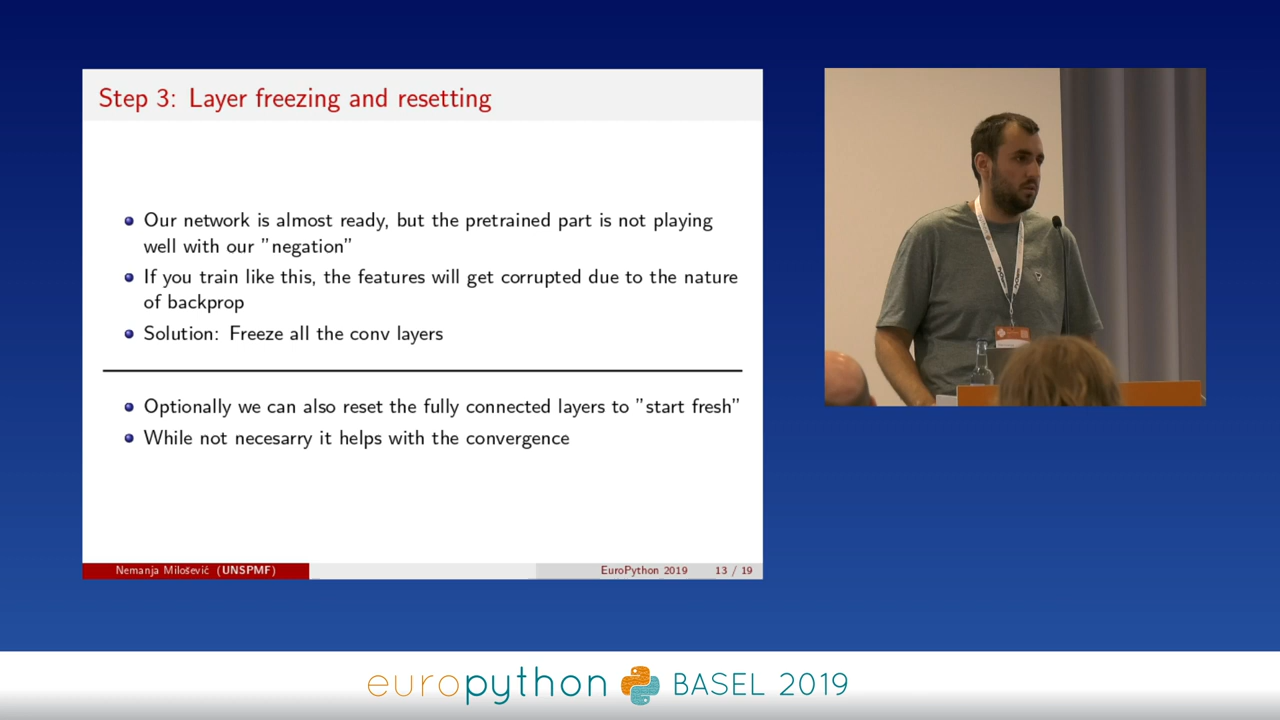 Step 3: Layer freezing and resetting
Our network is almost ready, but the pretrained part is not playing
well with our "negation"
If you train like this, the features will get corrupted due to the nature
of backprop
Solution: Freeze all the conv layers
Optionally we can also reset the fully connected layers to "start fresh"
While not necesarry it helps with the convergence
Nemanja Milošević (UNSPMF)
EuroPython 2019
13 / 19
europython BASEL 2019